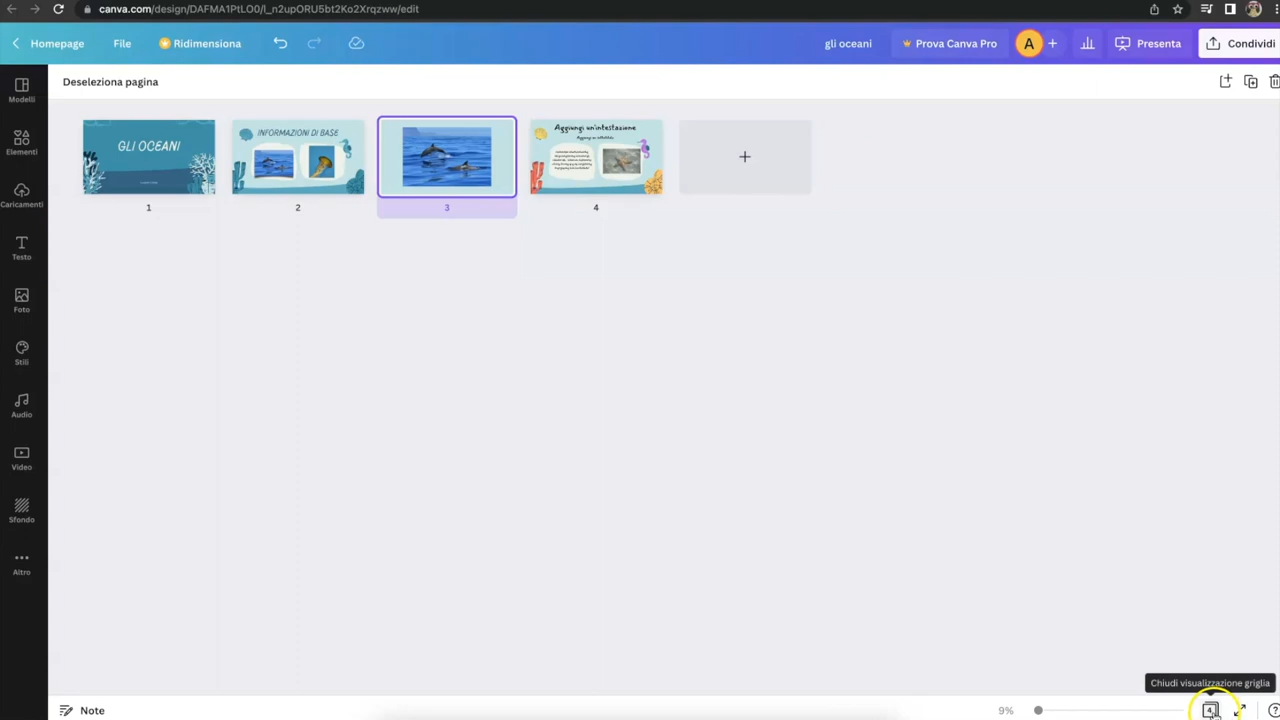 canva.com/design/DAFMA1PtLO0/l_n2upORU5bt2Ko2Xrqzww/edit
Homepage
File
Ridimensiona
gli oceani
Prova Canva Pro
A
Presenta
Condividi
Deseleziona pagina
Modelli
Elementi
Caricamenti
Testo
Foto
Stili
Audio
Video
Sfondo
Altro
GLI OCEANI
INFORMAZIONI DI BASE
Aggiungi un'intestazione
1
2
3
4
Chiudi visualizzazione griglia
Note
9%
4